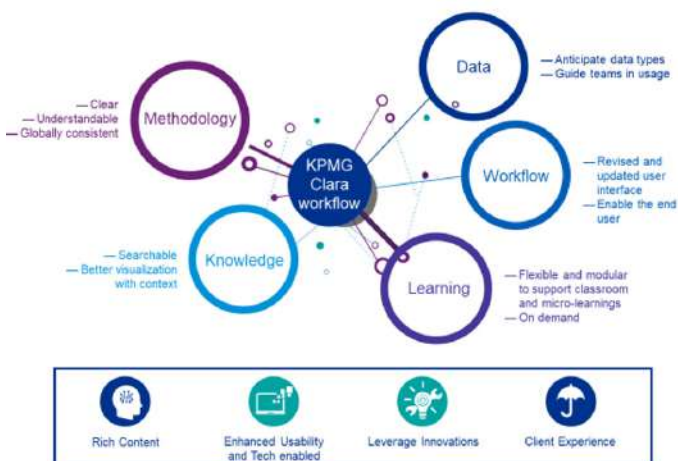 Data
— Anticipate data types
— Guide teams in usage
Methodology
— Clear
— Understandable
— Globally consistent
KPMG
Clara
workflow
Workflow
— Revised and
updated user
interface
— Enable the end
user
Knowledge
— Searchable
— Better visualization
with context
Learning
— Flexible and modular
to support classroom
and micro-learnings
— On demand
Rich Content
Enhanced Usability
and Tech enabled
Leverage Innovations
Client Experience